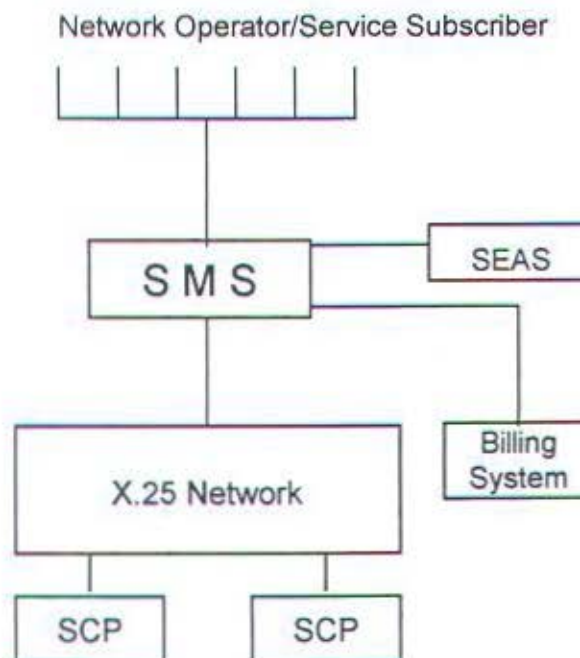 Network Operator/Service Subscriber
S M S
SEAS
Billing
System
X.25 Network
SCP
SCP